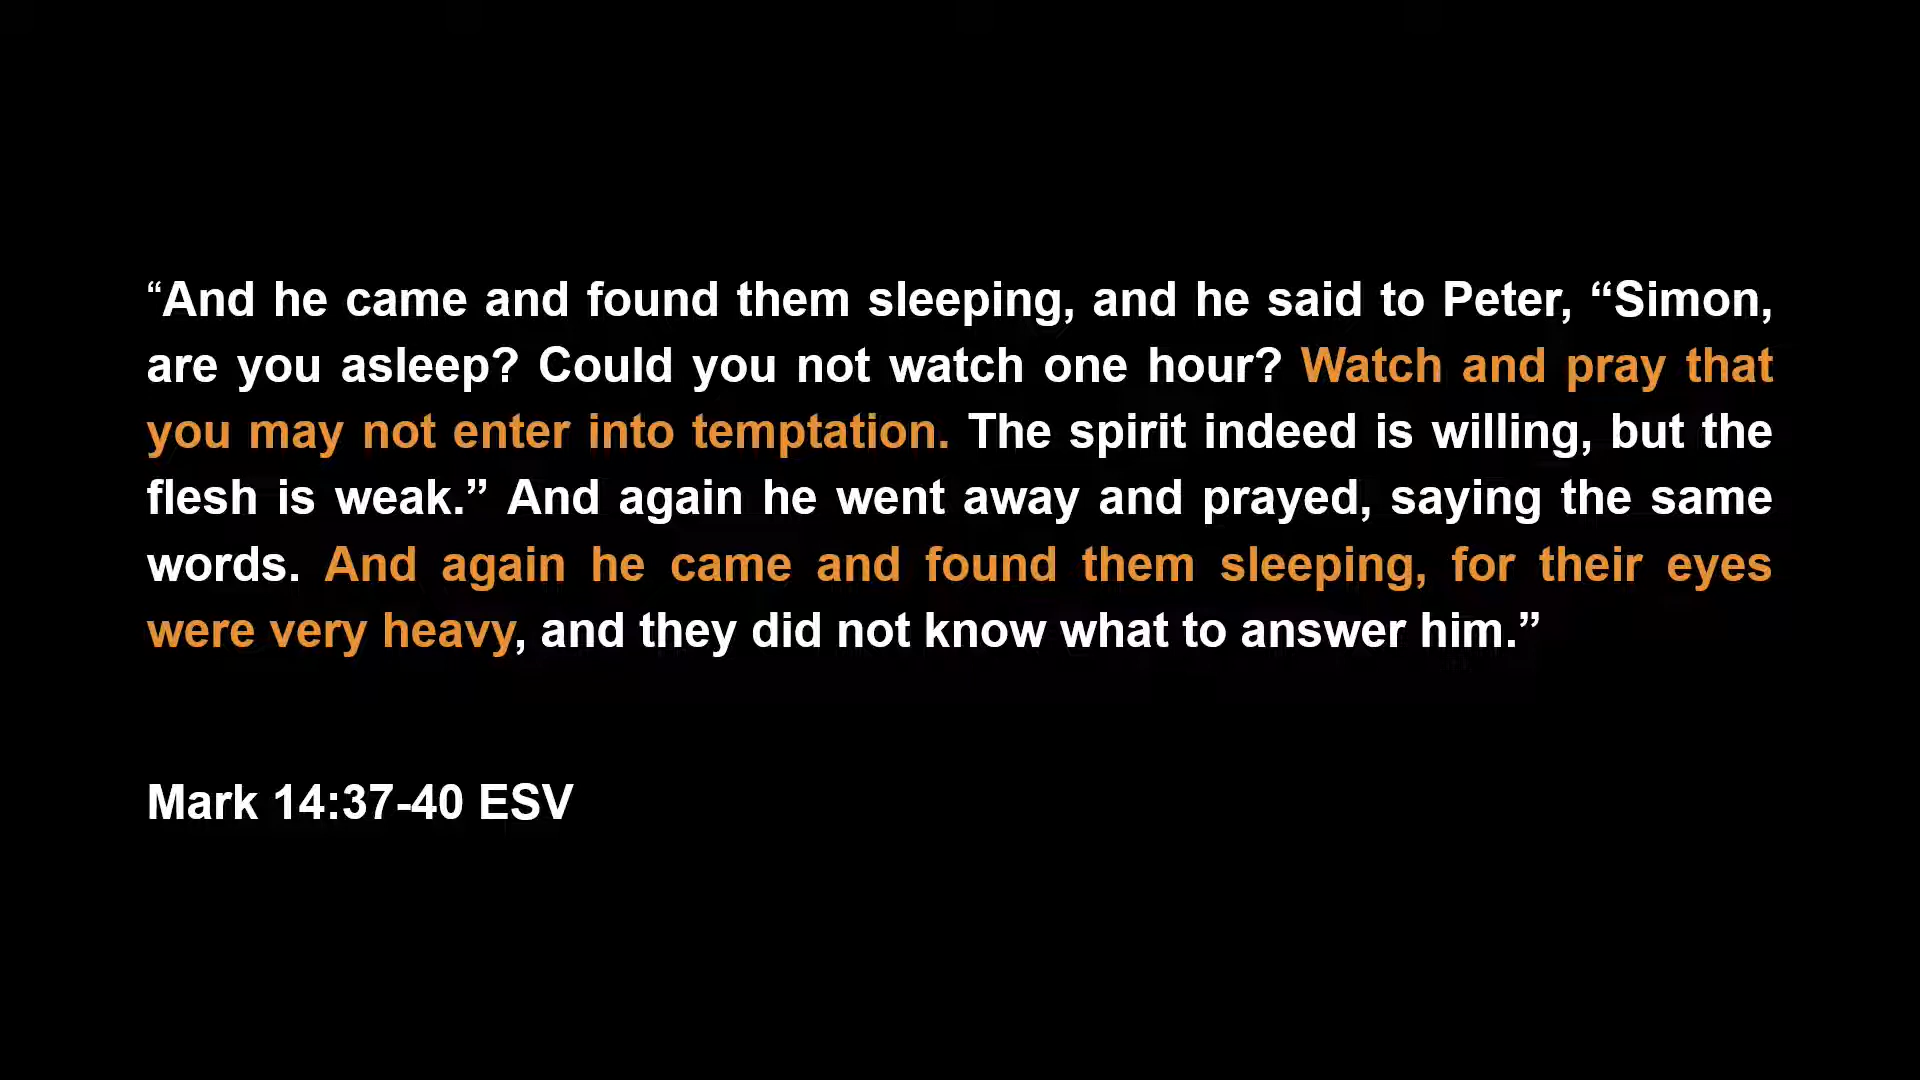 “And he came and found them sleeping, and he said to Peter, “Simon,
are you asleep? Could you not watch one hour? Watch and pray that
you may not enter into temptation. The spirit indeed is willing, but the
flesh is weak.” And again he went away and prayed, saying the same
words. And again he came and found them sleeping, for their eyes
were very heavy, and they did not know what to answer him.”
Mark 14:37-40 ESV